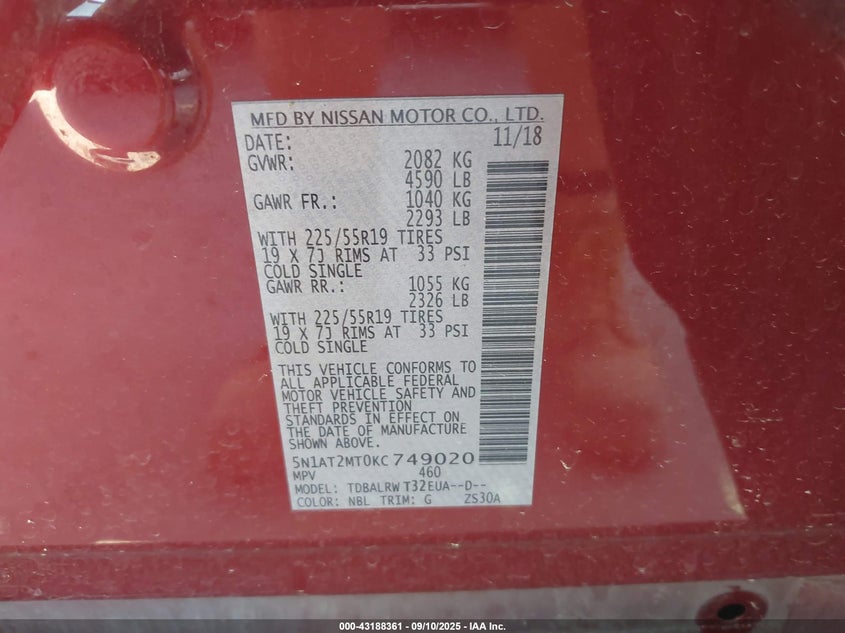 MFD BY NISSAN MOTOR CO., LTD.
DATE: 11/18
GVWR: 2082 KG
4590 LB
GAWR FR.: 1040 KG
2293 LB
WITH 225/55R19 TIRES
19 X 7J RIMS AT 33 PSI
COLD SINGLE
GAWR RR.: 1055 KG
2326 LB
WITH 225/55R19 TIRES
19 X 7J RIMS AT 33 PSI
COLD SINGLE
THIS VEHICLE CONFORMS TO
ALL APPLICABLE FEDERAL
MOTOR VEHICLE SAFETY AND
THEFT PREVENTION
STANDARDS IN EFFECT ON
THE DATE OF MANUFACTURE
SHOWN ABOVE.
5N1AT2MT0KC749020
MPV 460
MODEL: TDBALRW T32EUA--D--
COLOR: NBL TRIM: G ZS30A
000-43188361 - 09/10/2025 - IAA Inc.